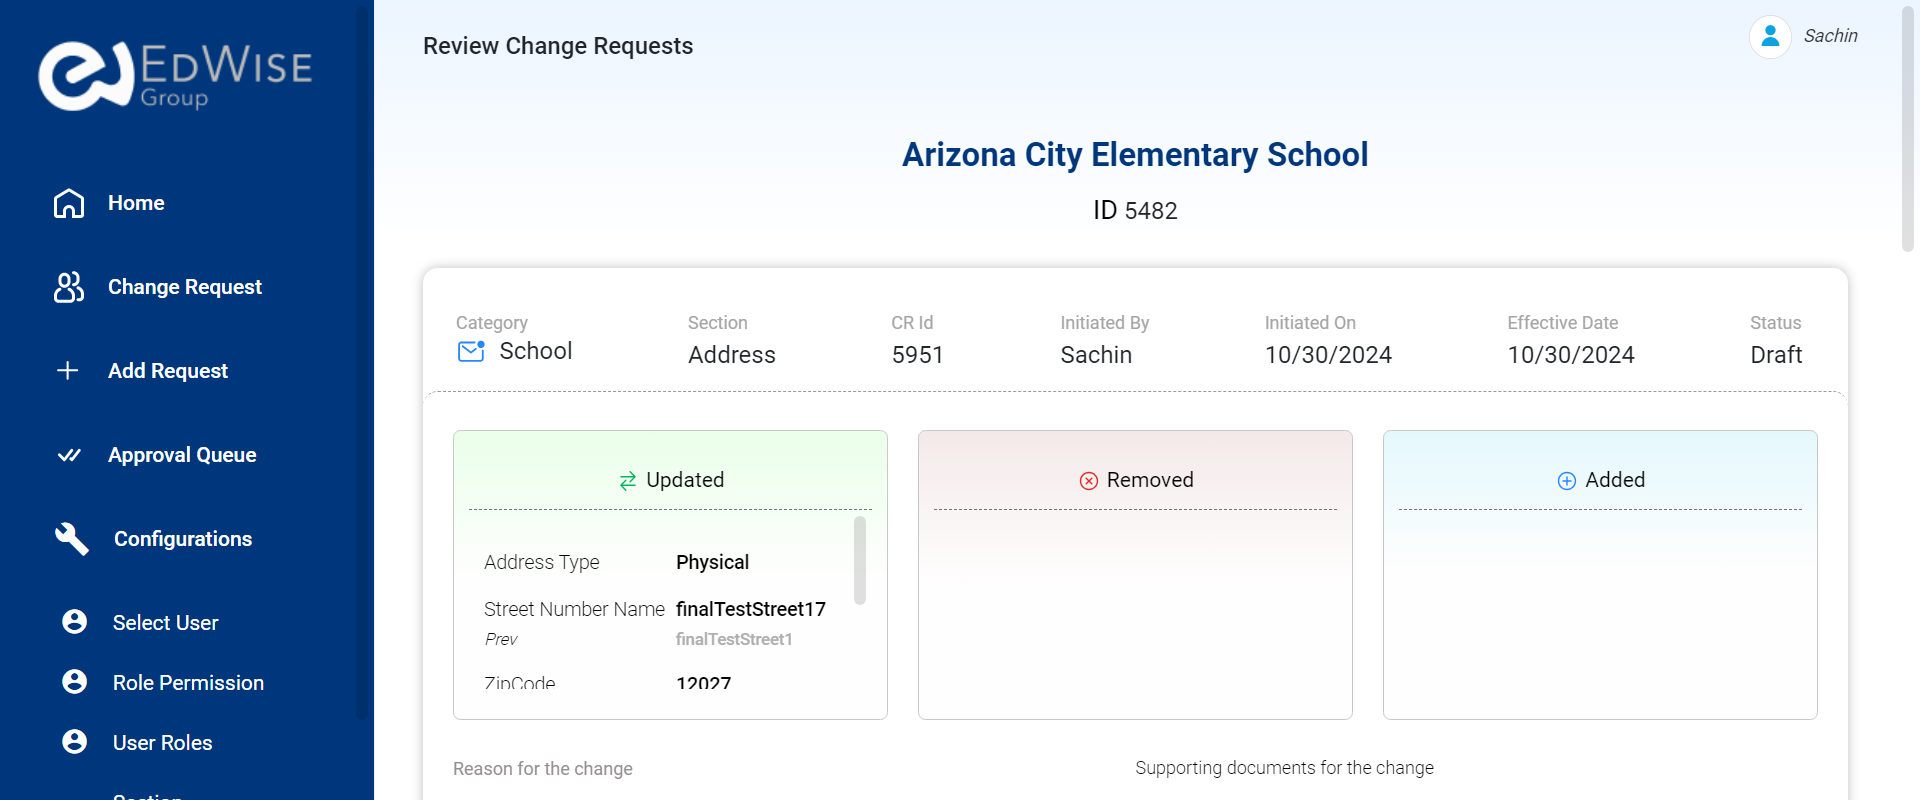 EDWISE
Group
Home
Change Request
Add Request
Approval Queue
Configurations
Select User
Role Permission
User Roles
Section
Review Change Requests
Sachin
Arizona City Elementary School
ID 5482
Category
School
Section
Address
CR Id
5951
Initiated By
Sachin
Initiated On
10/30/2024
Effective Date
10/30/2024
Status
Draft
Updated
Address Type Physical
Street Number Name finalTestStreet17
Prev finalTestStreet1
ZipCode 12027
Removed
Added
Reason for the change
Supporting documents for the change